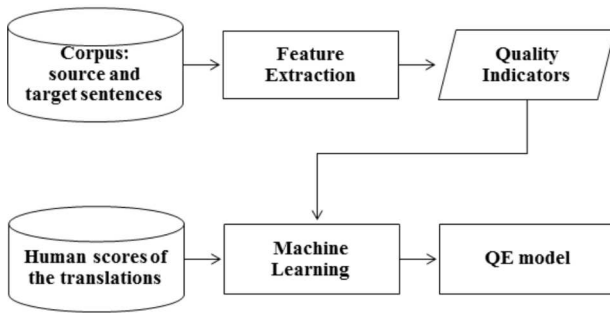 Corpus:
source and
target sentences
Feature
Extraction
Quality
Indicators
Human scores of
the translations
Machine
Learning
QE model